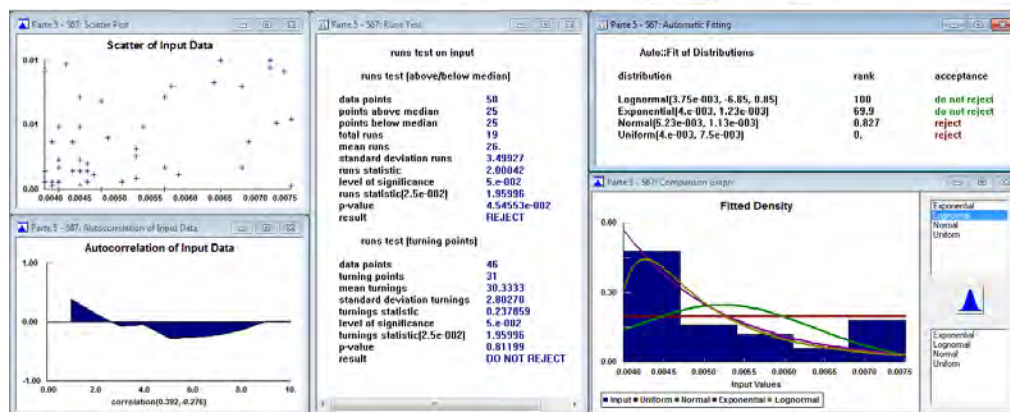 Parte 5 - S67: Scatter Plot
Scatter of Input Data
0.01
0.01
0.00
0.0040 0.0045 0.0050 0.0055 0.0060 0.0065 0.0070 0.0075
Parte 5 - S67: Autocorrelation of Input Data
Autocorrelation of Input Data
1.00
0.00
-1.00
0.00 2.0 4.0 6.0 8.0 10.
correlation(0.392, -0.276)
Parte 5 - S67: Runs Test
runs test on input
runs test (above/below median)
data points 50
points above median 25
points below median 25
total runs 19
mean runs 26.
standard deviation runs 3.49927
runs statistic 2.00042
level of significance 5.e-002
runs statistic(2.5e-002) 1.95996
p-value 4.54553e-002
result REJECT
runs test (turning points)
data points 46
turning points 31
mean turnings 30.3333
standard deviation turnings 2.80278
turnings statistic 0.237859
level of significance 5.e-002
turnings statistic(2.5e-002) 1.95996
p-value 0.81199
result DO NOT REJECT
Parte 5 - S67: Automatic Fitting
Auto::Fit of Distributions
distribution rank acceptance
Lognormal(3.75e-003, -6.85, 0.85) 100 do not reject
Exponential(4.e-003, 1.23e-003) 69.9 do not reject
Normal(5.23e-003, 1.13e-003) 0.827 reject
Uniform(4.e-003, 7.5e-003) 0. reject
Parte 5 - S67: Comparison Graph
Fitted Density
0.60
0.30
0.00
0.0040 0.0045 0.0050 0.0055 0.0060 0.0065 0.0070 0.0075
Input Values
Input Uniform Normal Exponential Lognormal
Exponential
Lognormal
Normal
Uniform
Exponential
Lognormal
Normal
Uniform